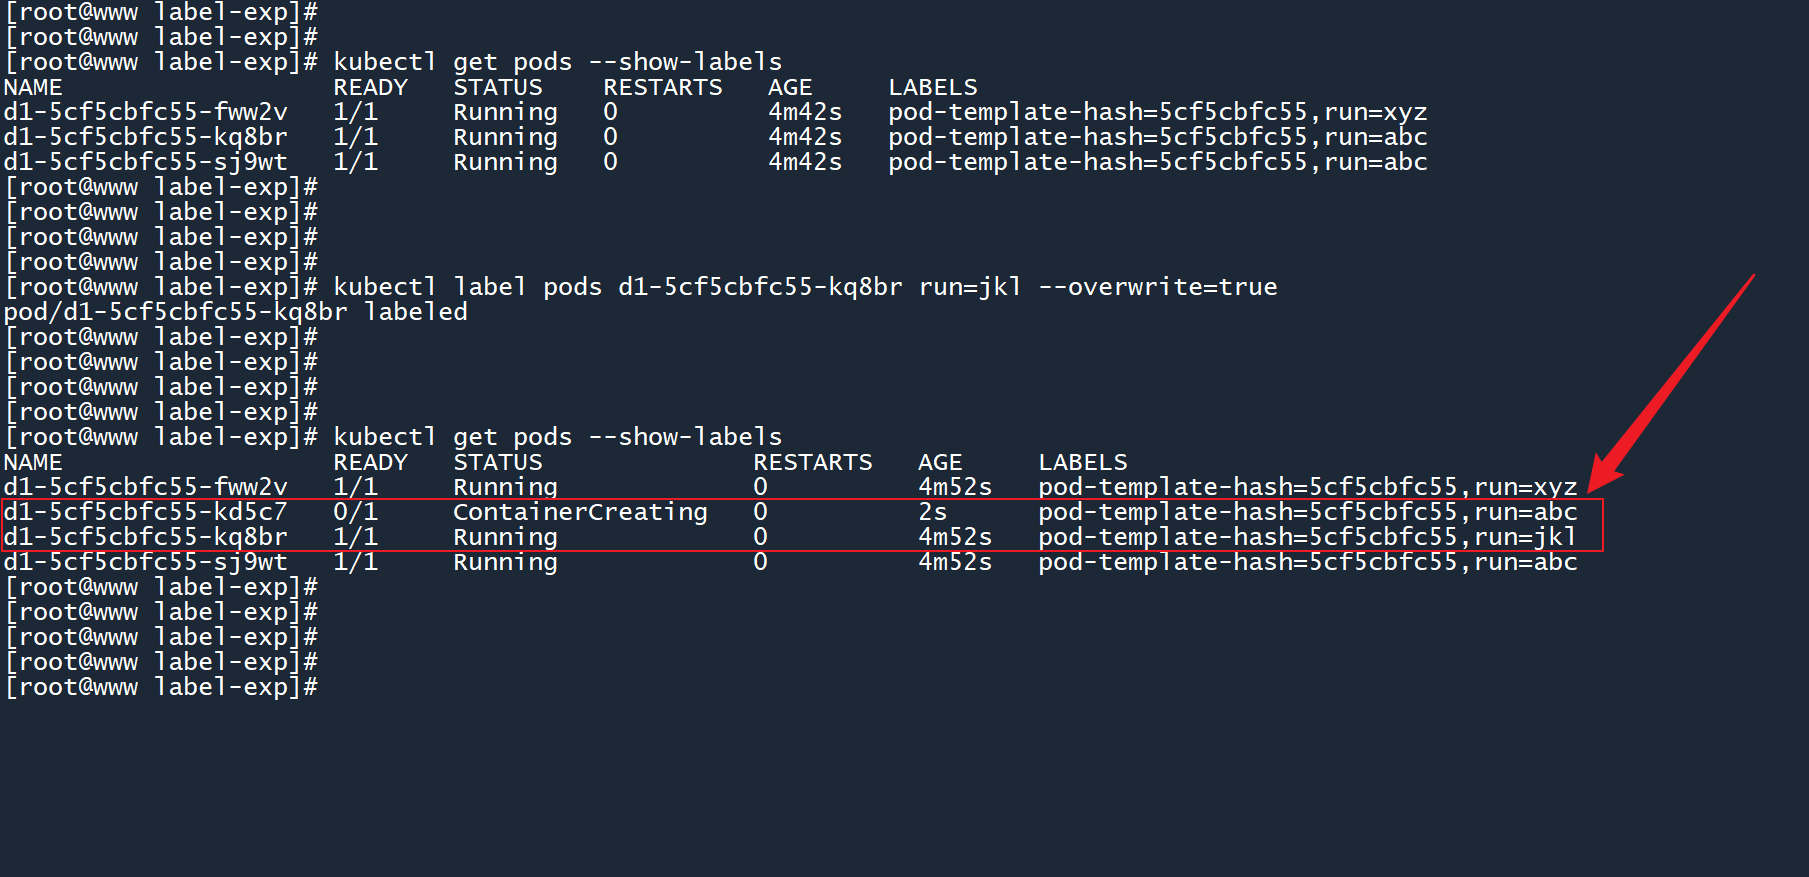 [root@www label-exp]#
[root@www label-exp]#
[root@www label-exp]# kubectl get pods --show-labels
NAME                  READY   STATUS    RESTARTS   AGE     LABELS
d1-5cf5cbfc55-fww2v   1/1     Running   0          4m42s   pod-template-hash=5cf5cbfc55,run=xyz
d1-5cf5cbfc55-kq8br   1/1     Running   0          4m42s   pod-template-hash=5cf5cbfc55,run=abc
d1-5cf5cbfc55-sj9wt   1/1     Running   0          4m42s   pod-template-hash=5cf5cbfc55,run=abc
[root@www label-exp]#
[root@www label-exp]#
[root@www label-exp]#
[root@www label-exp]#
[root@www label-exp]# kubectl label pods d1-5cf5cbfc55-kq8br run=jkl --overwrite=true
pod/d1-5cf5cbfc55-kq8br labeled
[root@www label-exp]#
[root@www label-exp]#
[root@www label-exp]#
[root@www label-exp]#
[root@www label-exp]# kubectl get pods --show-labels
NAME                  READY   STATUS              RESTARTS   AGE     LABELS
d1-5cf5cbfc55-fww2v   1/1     Running             0          4m52s   pod-template-hash=5cf5cbfc55,run=xyz
d1-5cf5cbfc55-kd5c7   0/1     ContainerCreating   0          2s      pod-template-hash=5cf5cbfc55,run=abc
d1-5cf5cbfc55-kq8br   1/1     Running             0          4m52s   pod-template-hash=5cf5cbfc55,run=jkl
d1-5cf5cbfc55-sj9wt   1/1     Running             0          4m52s   pod-template-hash=5cf5cbfc55,run=abc
[root@www label-exp]#
[root@www label-exp]#
[root@www label-exp]#
[root@www label-exp]#
[root@www label-exp]#